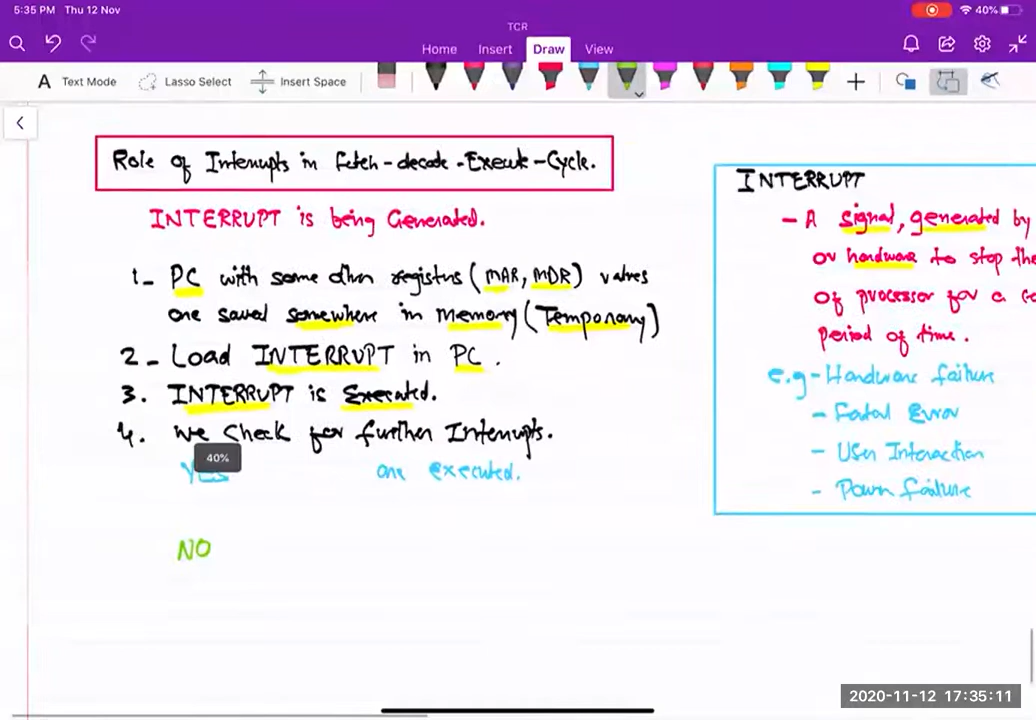 5:35 PM Thu 12 Nov
40%
TCR
Home Insert Draw View
A Text Mode Lasso Select Insert Space
Role of Interrupts in Fetch-decode-Execute-Cycle.
INTERRUPT is being Generated.
1- PC with some other registers (MAR, MDR) values
are saved somewhere in memory (Temporary)
2- Load INTERRUPT in PC.
3. INTERRUPT is Executed.
4. We Check for further Interrupts.
40%
YES are executed.
NO
INTERRUPT
- A signal, generated by
or hardware to stop the
of processor for a
period of time.
e.g - Hardware failure
- Fatal Error
- User Interaction
- Power failure
2020-11-12 17:35:11